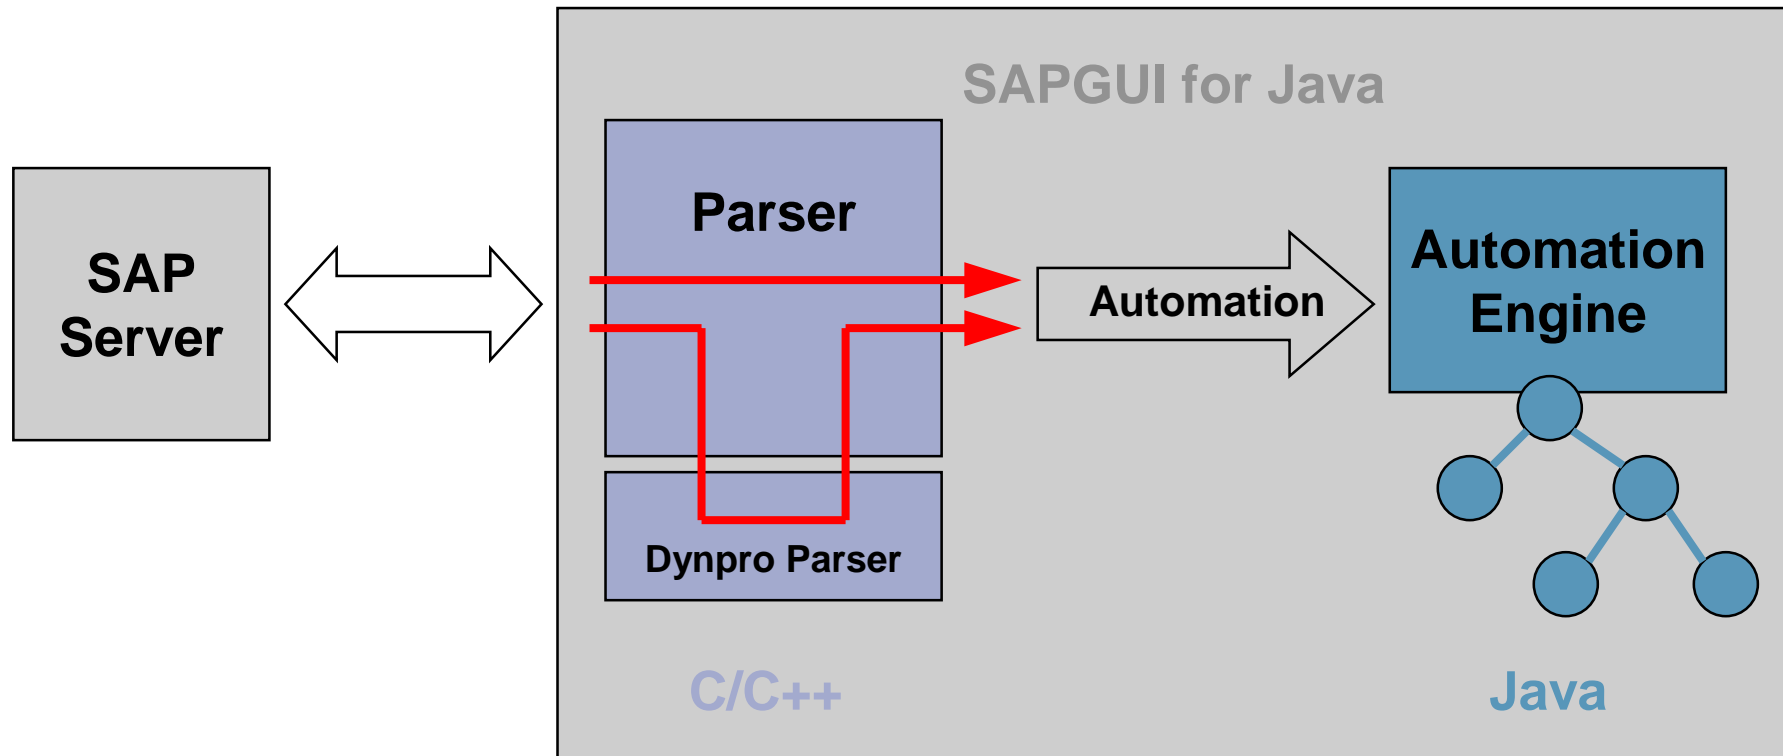 SAPGUI for Java
SAP
Server
Parser
Automation
Automation
Engine
Dynpro Parser
C/C++
Java